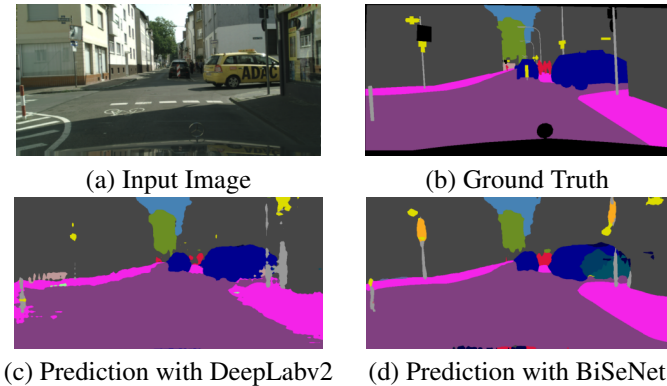 ADAC
(a) Input Image
(b) Ground Truth
(c) Prediction with DeepLabv2
(d) Prediction with BiSeNet